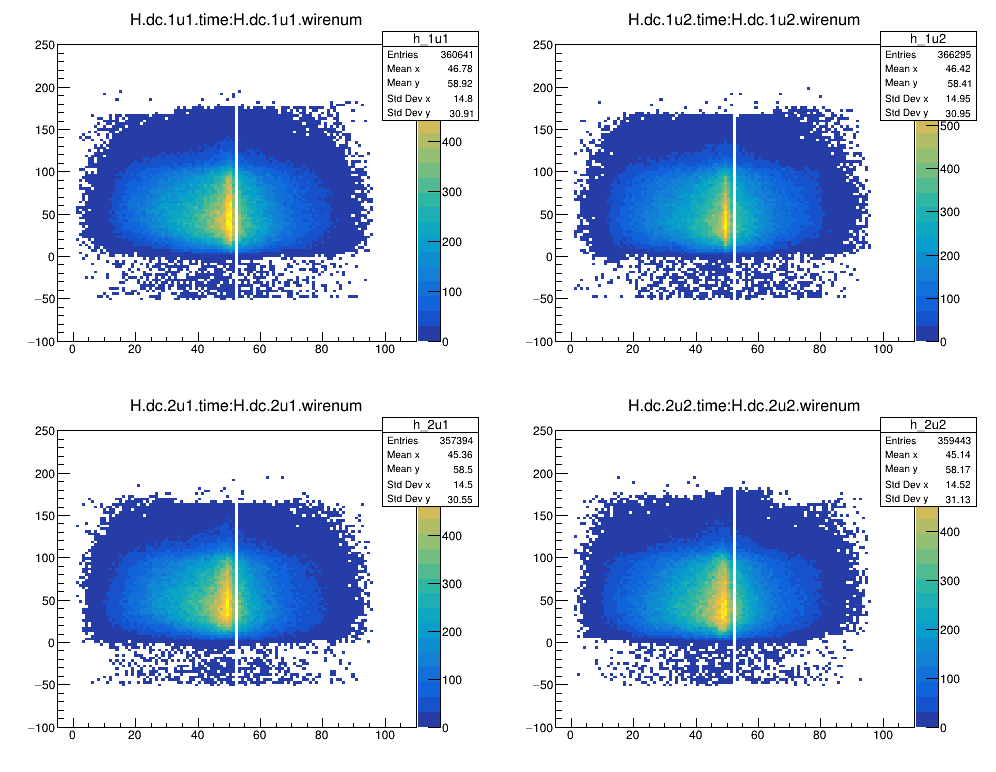 H.dc.1u1.time:H.dc.1u1.wirenum
h_1u1
Entries 360641
Mean x 46.78
Mean y 58.92
Std Dev x 14.8
Std Dev y 30.91
250
200
150
100
50
0
−50
−100
0 20 40 60 80 100
400
300
200
100
0
H.dc.1u2.time:H.dc.1u2.wirenum
h_1u2
Entries 366295
Mean x 46.42
Mean y 58.41
Std Dev x 14.95
Std Dev y 30.95
250
200
150
100
50
0
−50
−100
0 20 40 60 80 100
500
400
300
200
100
0
H.dc.2u1.time:H.dc.2u1.wirenum
h_2u1
Entries 357394
Mean x 45.36
Mean y 58.5
Std Dev x 14.5
Std Dev y 30.55
250
200
150
100
50
0
−50
−100
0 20 40 60 80 100
400
300
200
100
0
H.dc.2u2.time:H.dc.2u2.wirenum
h_2u2
Entries 359443
Mean x 45.14
Mean y 58.17
Std Dev x 14.52
Std Dev y 31.13
250
200
150
100
50
0
−50
−100
0 20 40 60 80 100
400
300
200
100
0